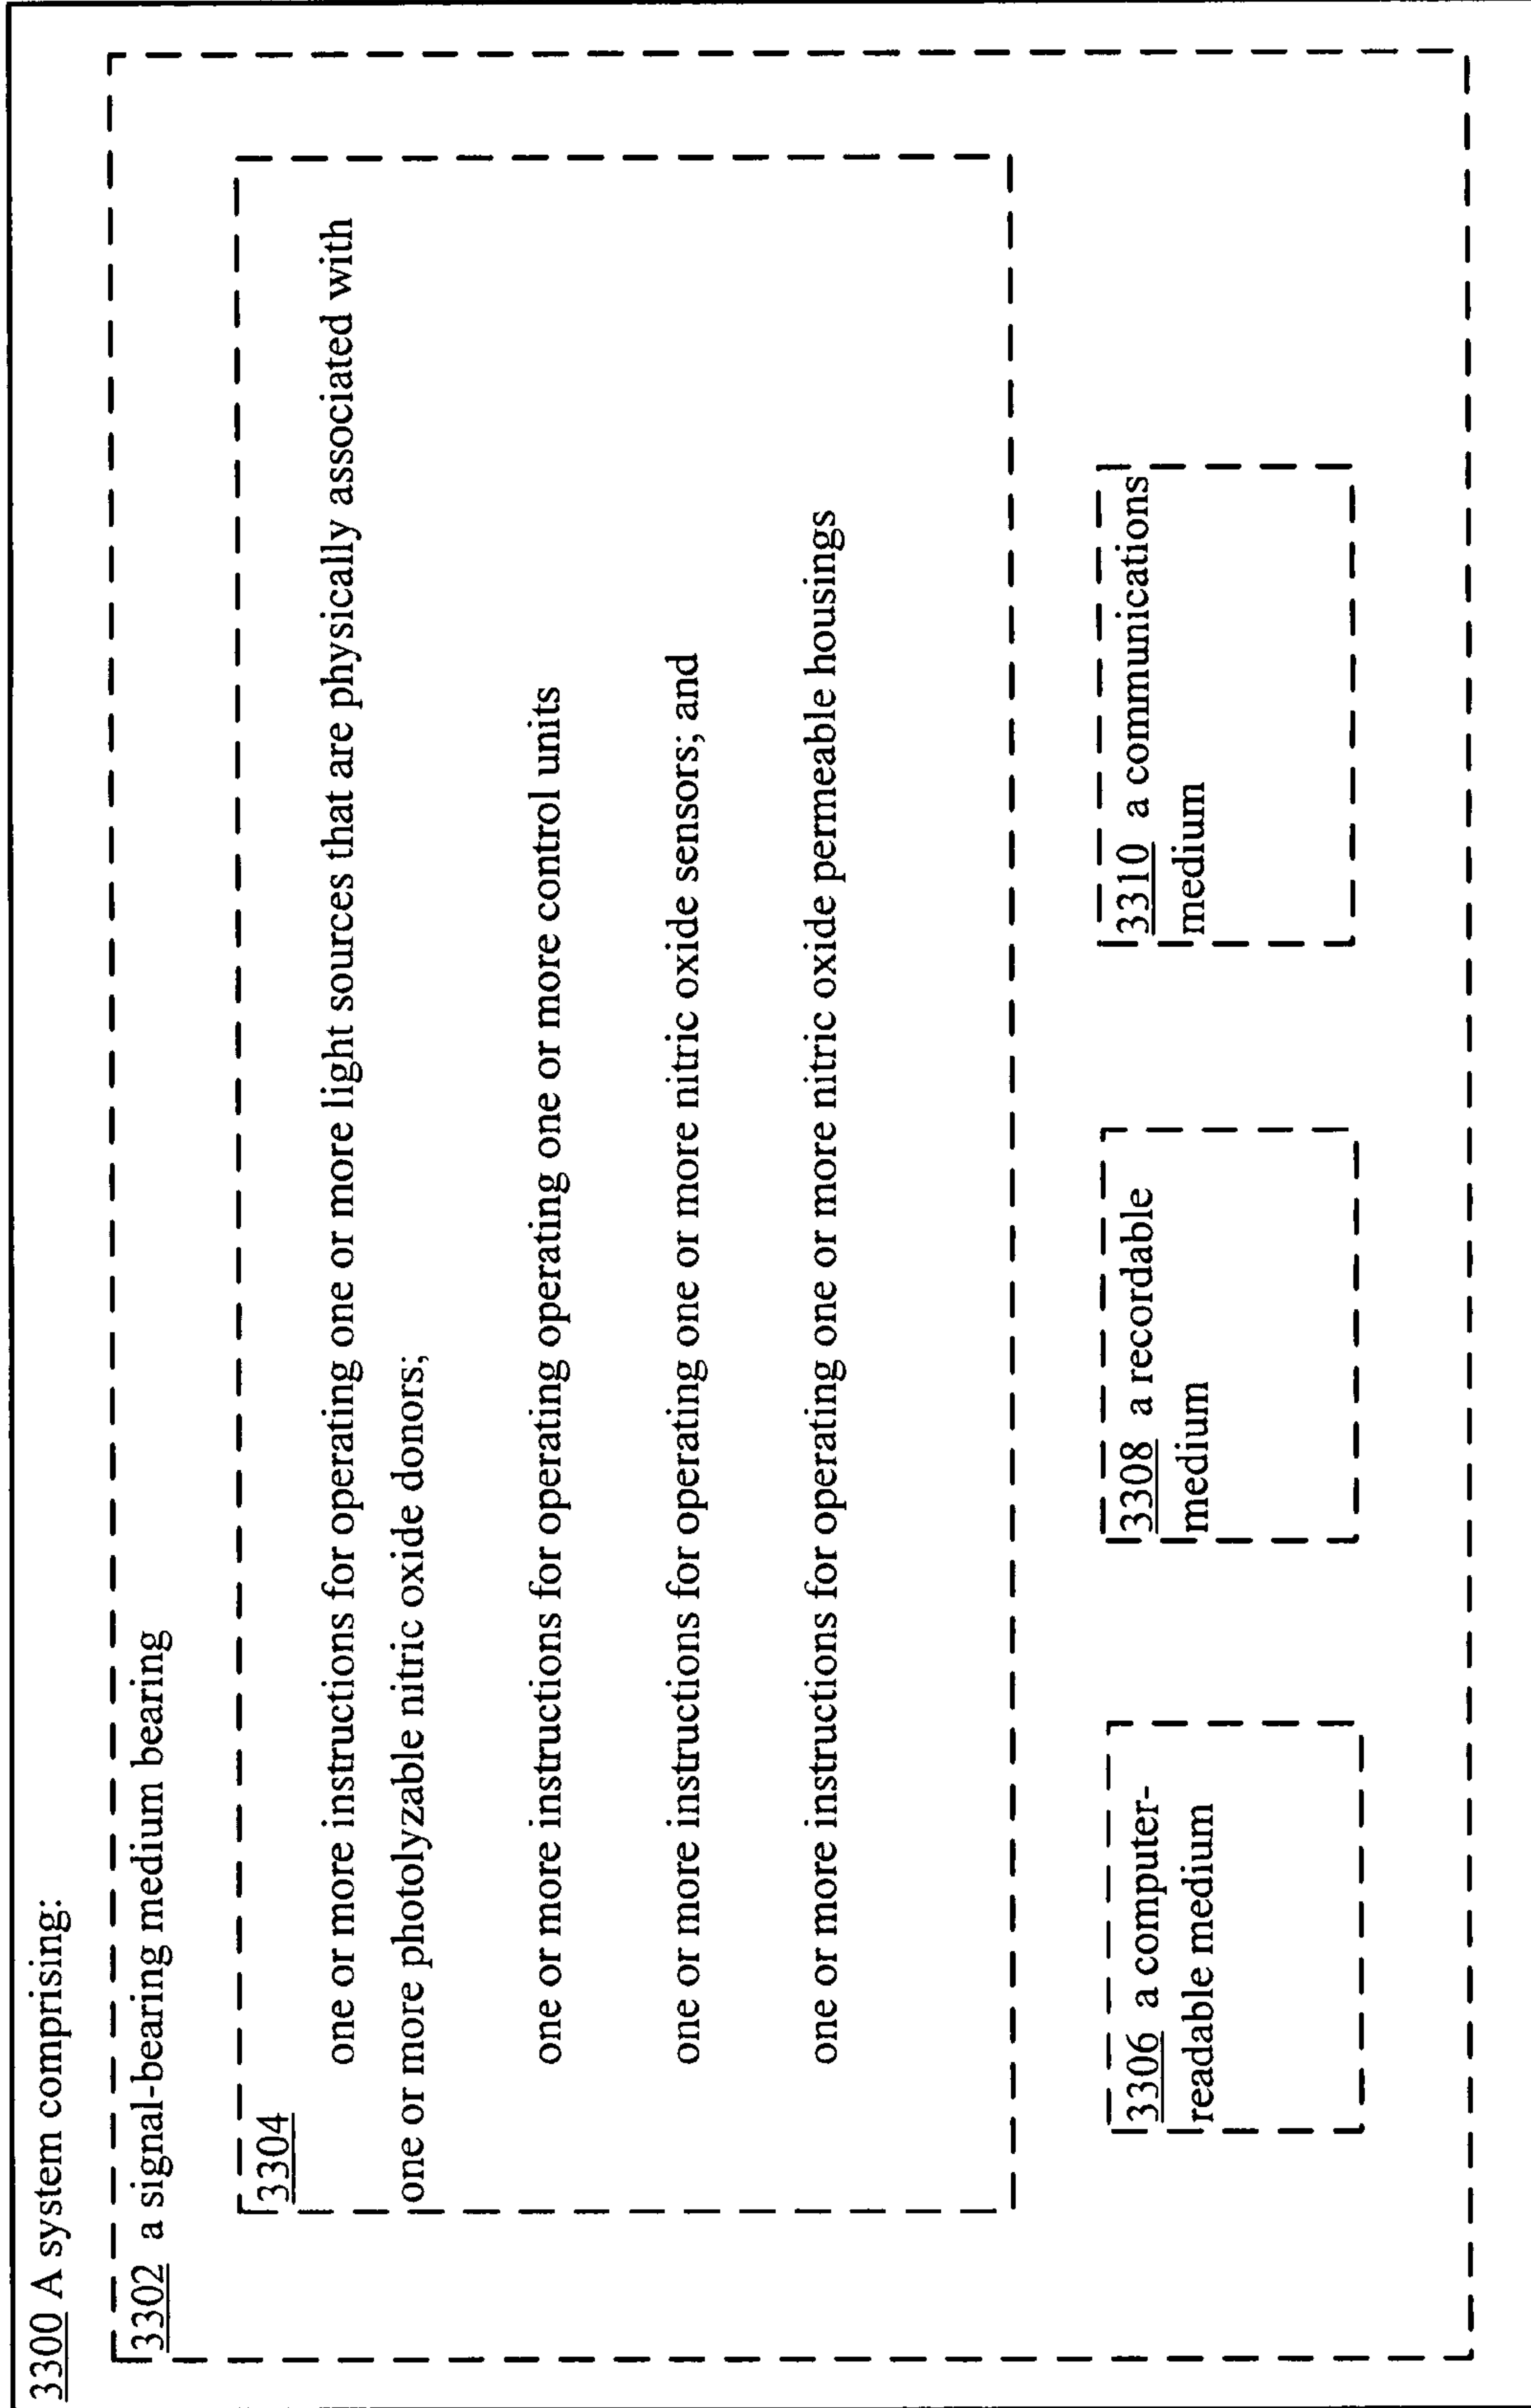 3300 A system comprising:
3302 a signal-bearing medium bearing
3304
one or more instructions for operating one or more light sources that are physically associated with
one or more photolyzable nitric oxide donors;
one or more instructions for operating operating one or more control units
one or more instructions for operating one or more nitric oxide sensors; and
one or more instructions for operating one or more nitric oxide permeable housings
3306 a computer-
readable medium
3308 a recordable
medium
3310 a communications
medium